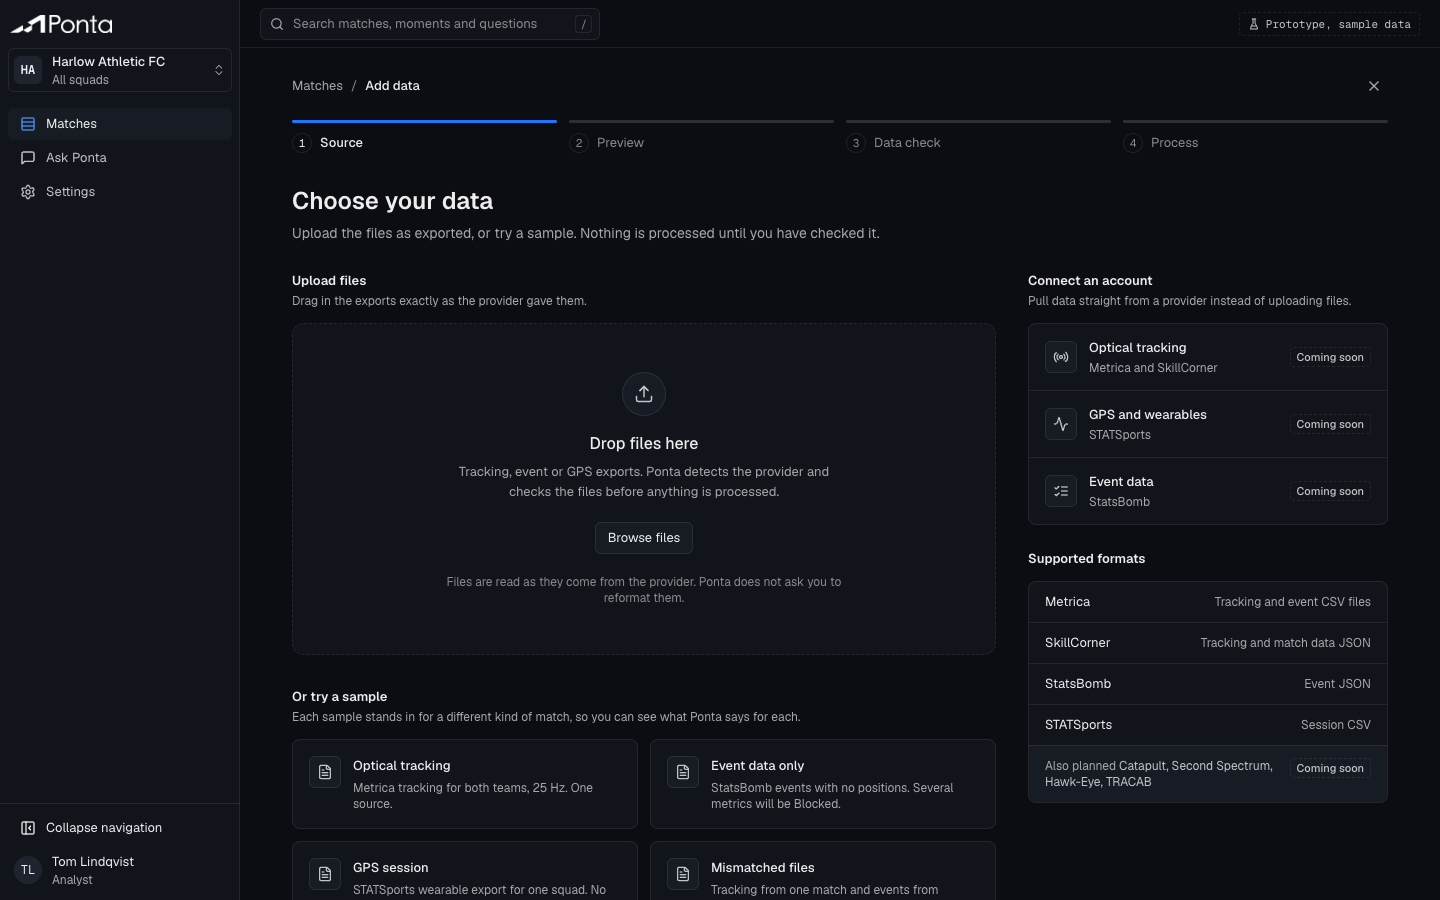 Ponta
Search matches, moments and questions
/
Prototype, sample data
HA
Harlow Athletic FC
All squads
Matches
Ask Ponta
Settings
Matches / Add data
1 Source
2 Preview
3 Data check
4 Process
Choose your data
Upload the files as exported, or try a sample. Nothing is processed until you have checked it.
Upload files
Drag in the exports exactly as the provider gave them.
Drop files here
Tracking, event or GPS exports. Ponta detects the provider and
checks the files before anything is processed.
Browse files
Files are read as they come from the provider. Ponta does not ask you to
reformat them.
Or try a sample
Each sample stands in for a different kind of match, so you can see what Ponta says for each.
Optical tracking
Metrica tracking for both teams, 25 Hz. One
source.
Event data only
StatsBomb events with no positions. Several
metrics will be Blocked.
GPS session
STATSports wearable export for one squad. No
Mismatched files
Tracking from one match and events from
Connect an account
Pull data straight from a provider instead of uploading files.
Optical tracking
Metrica and SkillCorner
Coming soon
GPS and wearables
STATSports
Coming soon
Event data
StatsBomb
Coming soon
Supported formats
Metrica Tracking and event CSV files
SkillCorner Tracking and match data JSON
StatsBomb Event JSON
STATSports Session CSV
Also planned Catapult, Second Spectrum,
Hawk-Eye, TRACAB
Coming soon
Collapse navigation
TL
Tom Lindqvist
Analyst